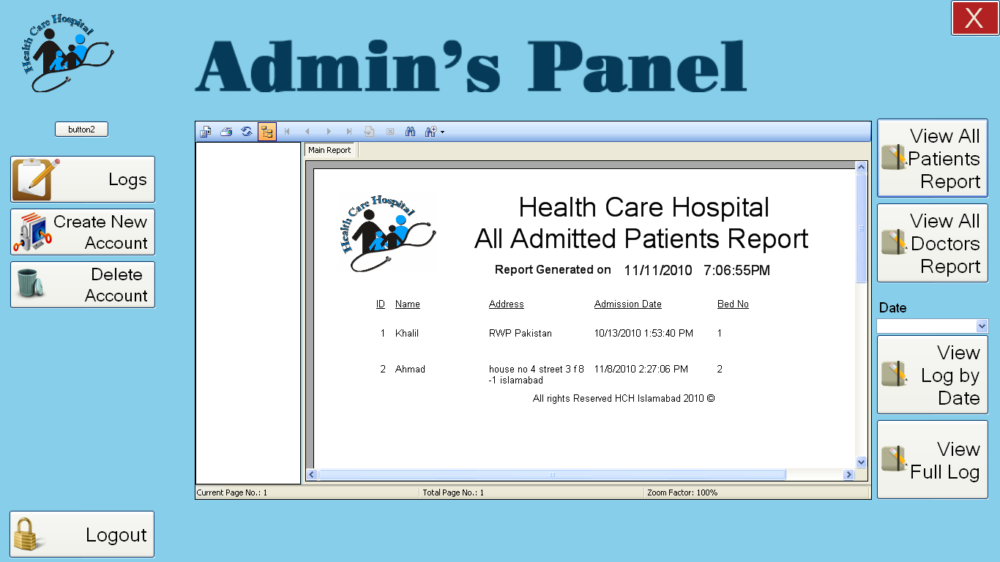 Health Care Hospital
X
Admin's Panel
button2
Logs
Create New
Account
Delete
Account
Logout
Main Report
Health Care Hospital
Health Care Hospital
All Admitted Patients Report
Report Generated on 11/11/2010 7:06:55PM
ID Name Address Admission Date Bed No
1 Khalil RWP Pakistan 10/13/2010 1:53:40 PM 1
2 Ahmad house no 4 street 3 f 8 11/8/2010 2:27:06 PM 2
-1 islamabad
All rights Reserved HCH Islamabad 2010 ©
Current Page No.: 1 Total Page No.: 1 Zoom Factor: 100%
View All
Patients
Report
View All
Doctors
Report
Date
View
Log by
Date
View
Full Log